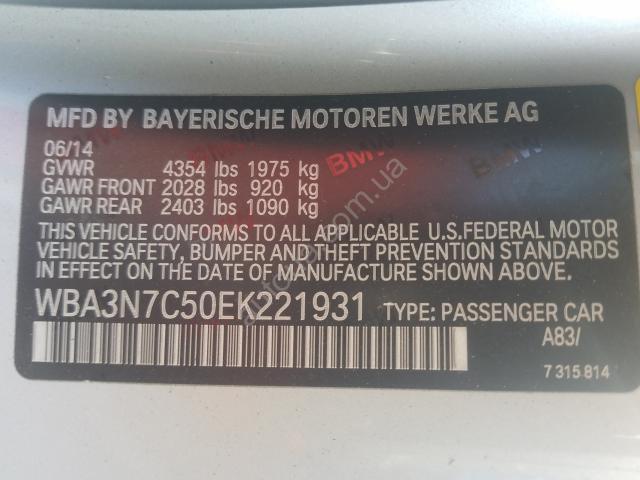 MFD BY BAYERISCHE MOTOREN WERKE AG
06/14
GVWR 4354 lbs 1975 kg
GAWR FRONT 2028 lbs 920 kg
GAWR REAR 2403 lbs 1090 kg
THIS VEHICLE CONFORMS TO ALL APPLICABLE U.S.FEDERAL MOTOR
VEHICLE SAFETY, BUMPER AND THEFT PREVENTION STANDARDS
IN EFFECT ON THE DATE OF MANUFACTURE SHOWN ABOVE.
WBA3N7C50EK221931 TYPE: PASSENGER CAR
A83/
7 315 814
BMW
BMW